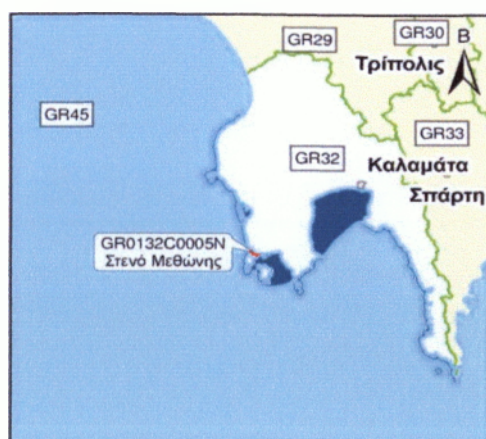 GR30
GR29
B
Τρίπολις
GR45
GR33
GR32
Καλαμάτα
Σπάρτη
GR0132C0005N
Στενό Μεθώνης